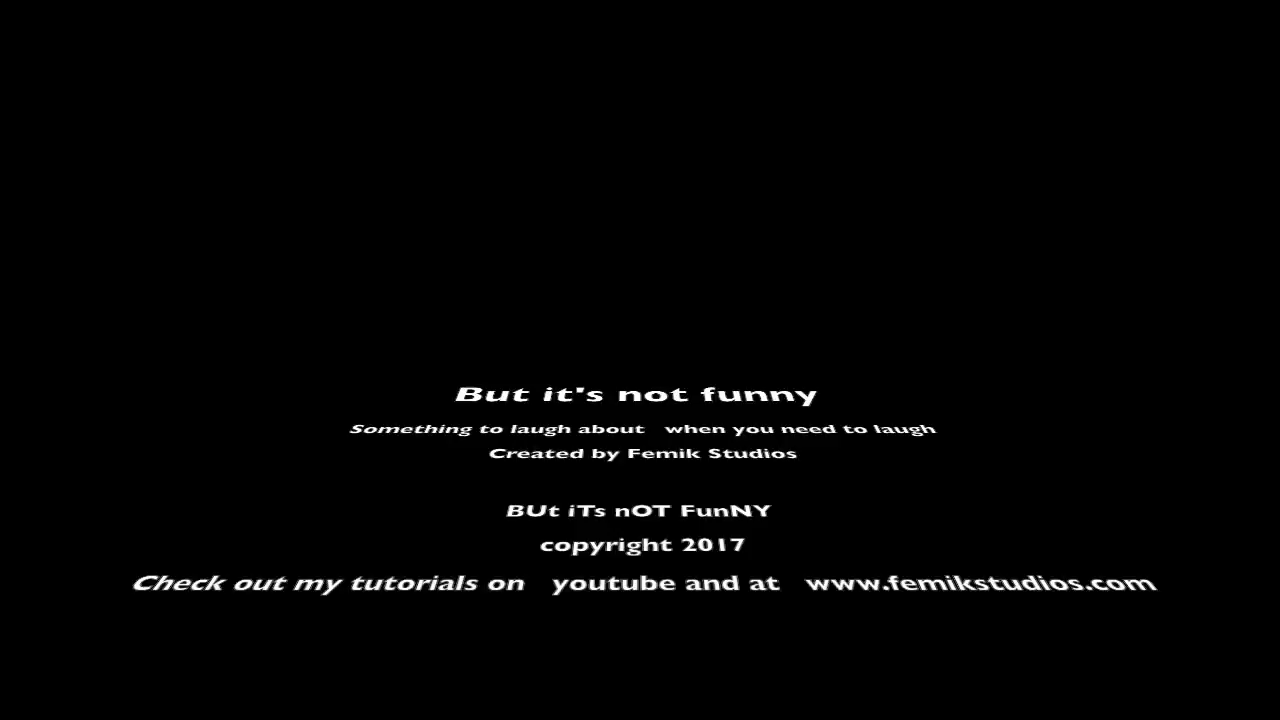 But it's not funny
Something to laugh about when you need to laugh
Created by Femik Studios
BUt iTs nOT FunNY
copyright 2017
Check out my tutorials on youtube and at www.femikstudios.com